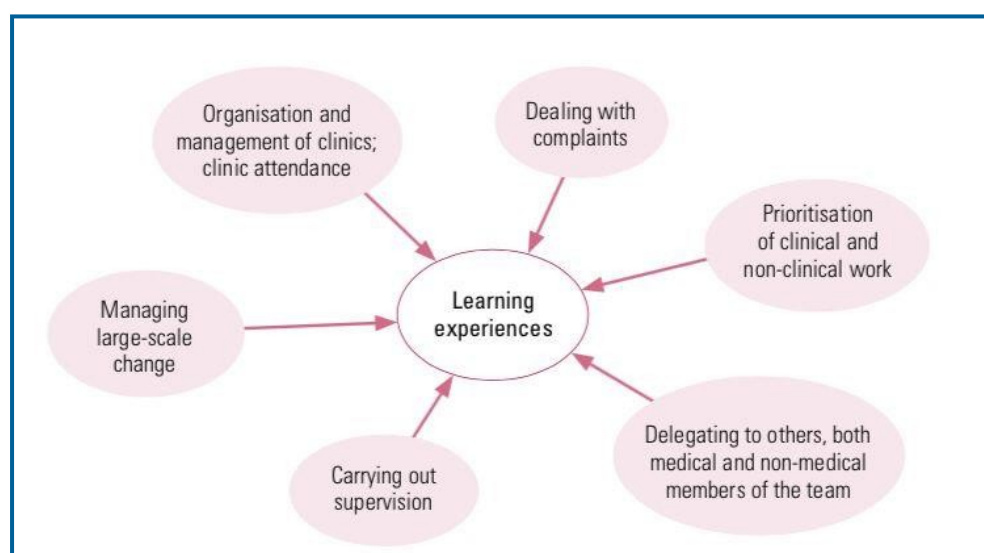 Organisation and
management of clinics;
clinic attendance
Dealing with
complaints
Prioritisation
of clinical and
non-clinical work
Learning
experiences
Managing
large-scale
change
Delegating to others, both
medical and non-medical
members of the team
Carrying out
supervision